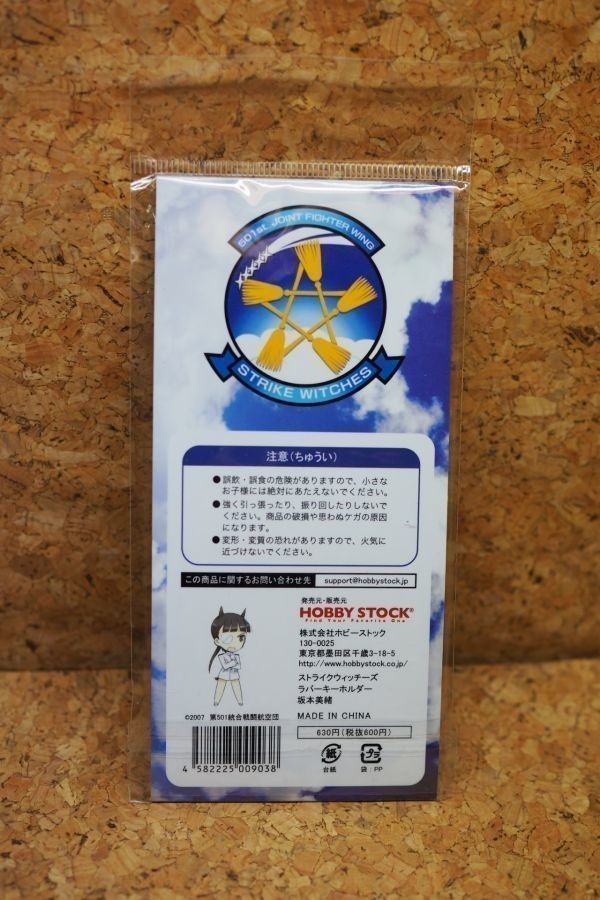 501st JOINT FIGHTER WING
STRIKE WITCHES
注意(ちゅうい)
●誤飲・誤食の危険がありますので、小さな
お子様には絶対にあたえないでください。
●強く引っ張ったり、振り回したりしないで
ください。商品の破損や思わぬケガの原因
になります。
●変形・変質の恐れがありますので、火気に
近づけないでください。
この商品に関するお問い合わせ先 support@hobbystock.jp
発売元・販売元
HOBBY STOCK®
Find Your Favorite One
株式会社ホビーストック
130-0025
東京都墨田区千歳3-18-5
http://www.hobbystock.co.jp/
ストライクウィッチーズ
ラバーキーホルダー
坂本美緒
©2007 第501統合戦闘航空団
MADE IN CHINA
630円(税抜600円)
4 582225 009038
紙
台紙
プラ
袋:PP